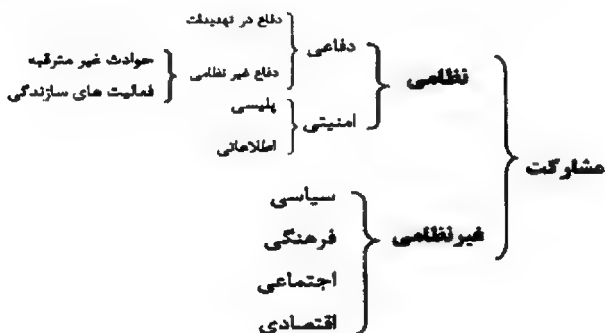 مشارکت
نظامی
دفاعی
دفاع در تهدیدات
دفاع غیر نظامی
حوادث غیر مترقبه
فعالیت های سازندگی
امنیتی
پلیسی
اطلاعاتی
غیرنظامی
سیاسی
فرهنگی
اجتماعی
اقتصادی